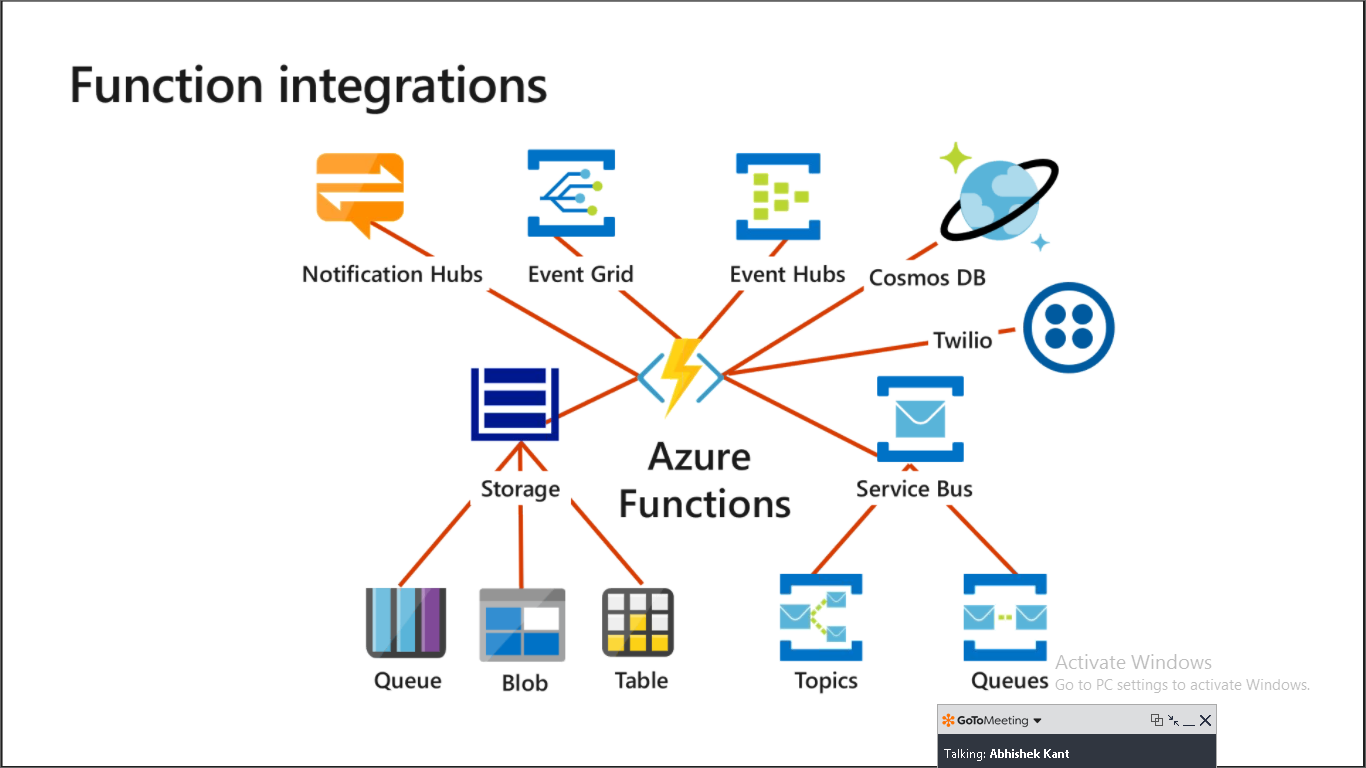 Function integrations
Notification Hubs
Event Grid
Event Hubs
Cosmos DB
Twilio
Azure
Functions
Storage
Service Bus
Queue
Blob
Table
Topics
Queues
Activate Windows
Go to PC settings to activate Windows.
GoToMeeting
Talking: Abhishek Kant